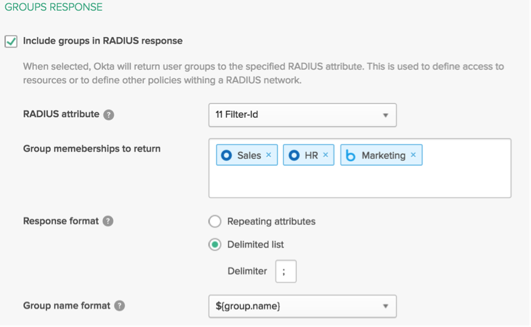 GROUPS RESPONSE
Include groups in RADIUS response
When selected, Okta will return user groups to the specified RADIUS attribute. This is used to define access to
resources or to define other policies withing a RADIUS network.
RADIUS attribute ?
11 Filter-Id
Group memeberships to return
Sales × HR × Marketing ×
Response format ?
Repeating attributes
Delimited list
Delimiter ;
Group name format ?
${group.name}